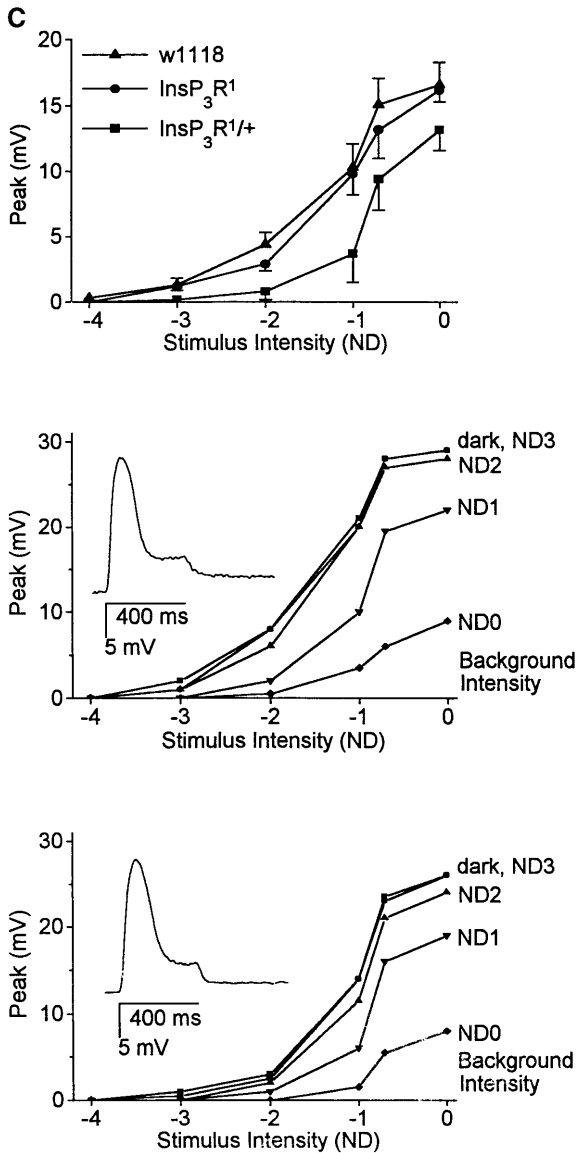 C
20
15
10
5
0
Peak (mV)
w1118
InsP3R1
InsP3R1/+
-4 -3 -2 -1 0
Stimulus Intensity (ND)
30
20
10
0
Peak (mV)
400 ms
5 mV
dark, ND3
ND2
ND1
ND0
Background
Intensity
-4 -3 -2 -1 0
Stimulus Intensity (ND)
30
20
10
0
Peak (mV)
400 ms
5 mV
dark, ND3
ND2
ND1
ND0
Background
Intensity
-4 -3 -2 -1 0
Stimulus Intensity (ND)